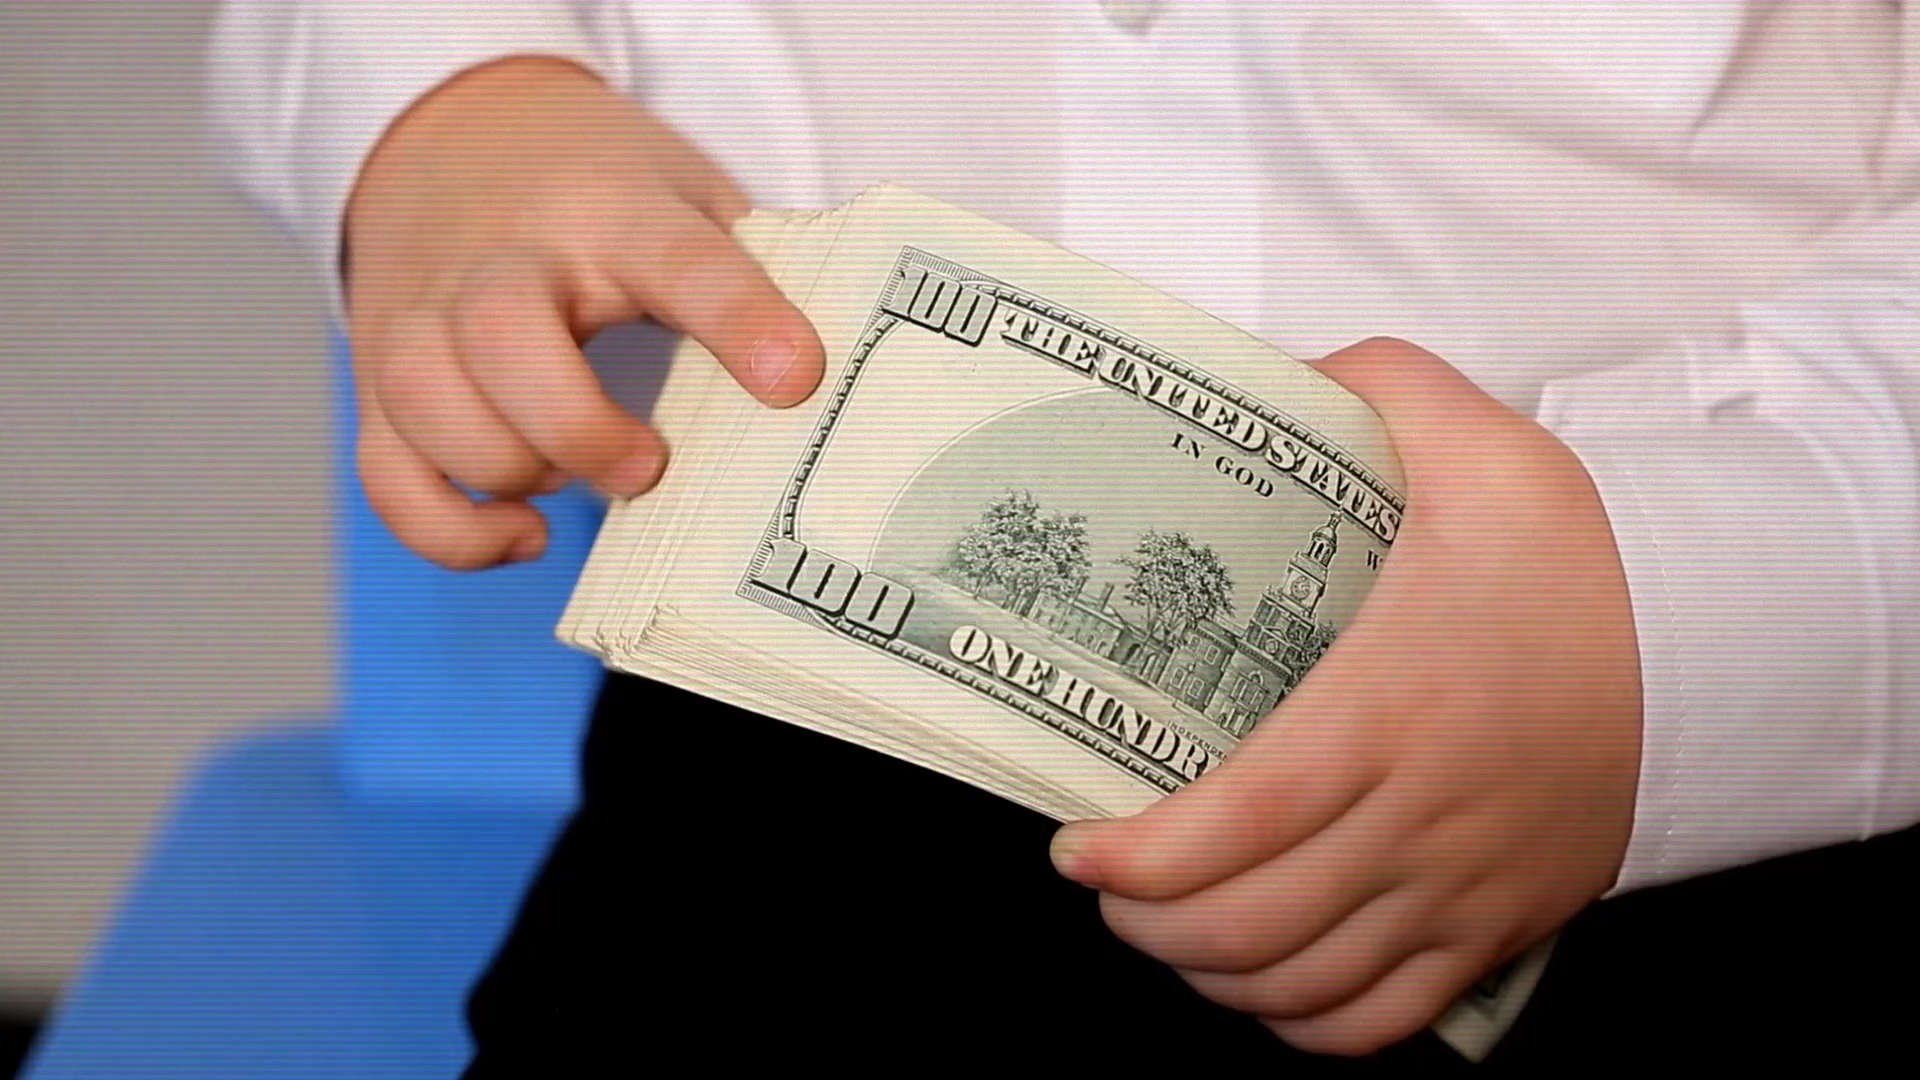 100
THE UNITED STATES
IN GOD
W
100
ONE HUNDR